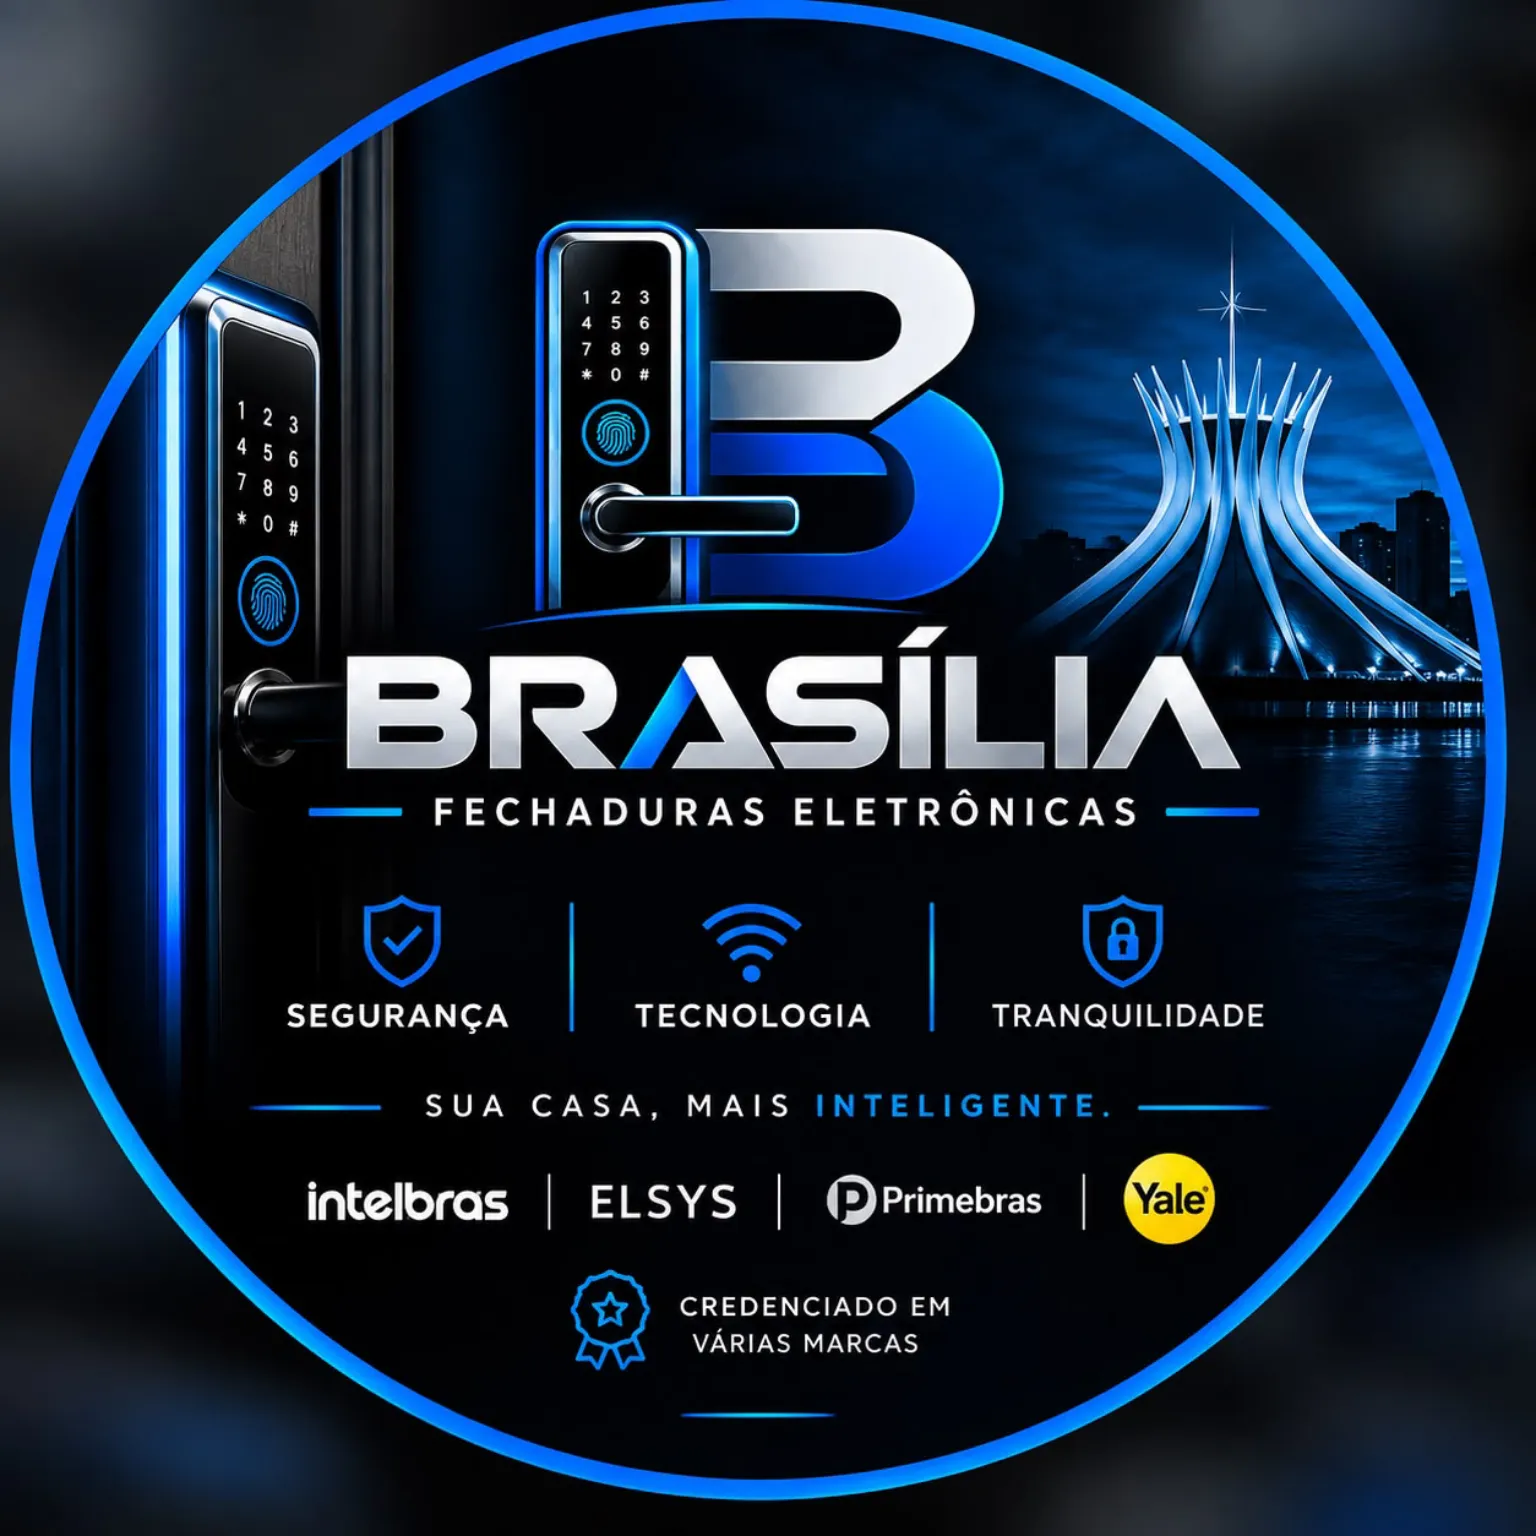 1 2 3
4 5 6
7 8 9
* 0 #
1 2 3
4 5 6
7 8 9
* 0 #
BRASÍLIA
FECHADURAS ELETRÔNICAS
SEGURANÇA
TECNOLOGIA
TRANQUILIDADE
SUA CASA, MAIS INTELIGENTE.
intelbras
ELSYS
P Primebras
Yale
CREDENCIADO EM
VÁRIAS MARCAS